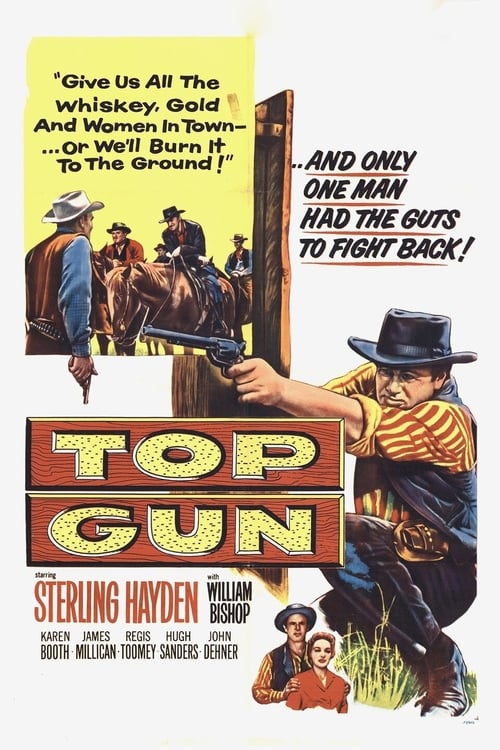 "Give Us All The
Whiskey, Gold
And Women In Town—
...Or We'll Burn It
To The Ground!"
...AND ONLY
ONE MAN
HAD THE GUTS
TO FIGHT BACK!
TOP
GUN
starring
STERLING HAYDEN
with
WILLIAM
BISHOP
KAREN BOOTH · JAMES MILLICAN · REGIS TOOMEY · HUGH SANDERS · JOHN DEHNER